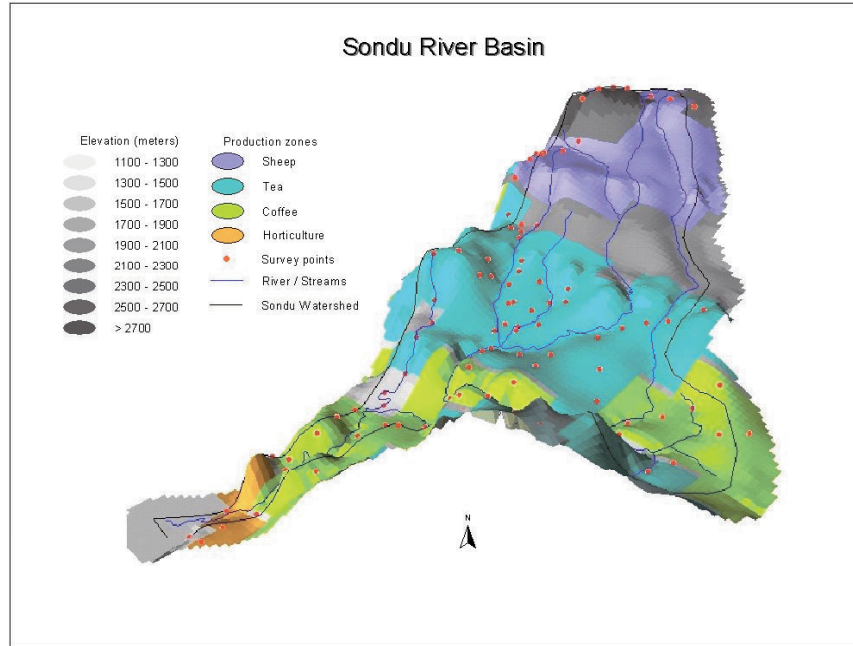 Sondu River Basin
Elevation (meters)
1100 - 1300
1300 - 1500
1500 - 1700
1700 - 1900
1900 - 2100
2100 - 2300
2300 - 2500
2500 - 2700
> 2700
Production zones
Sheep
Tea
Coffee
Horticulture
Survey points
River / Streams
Sondu Watershed
N